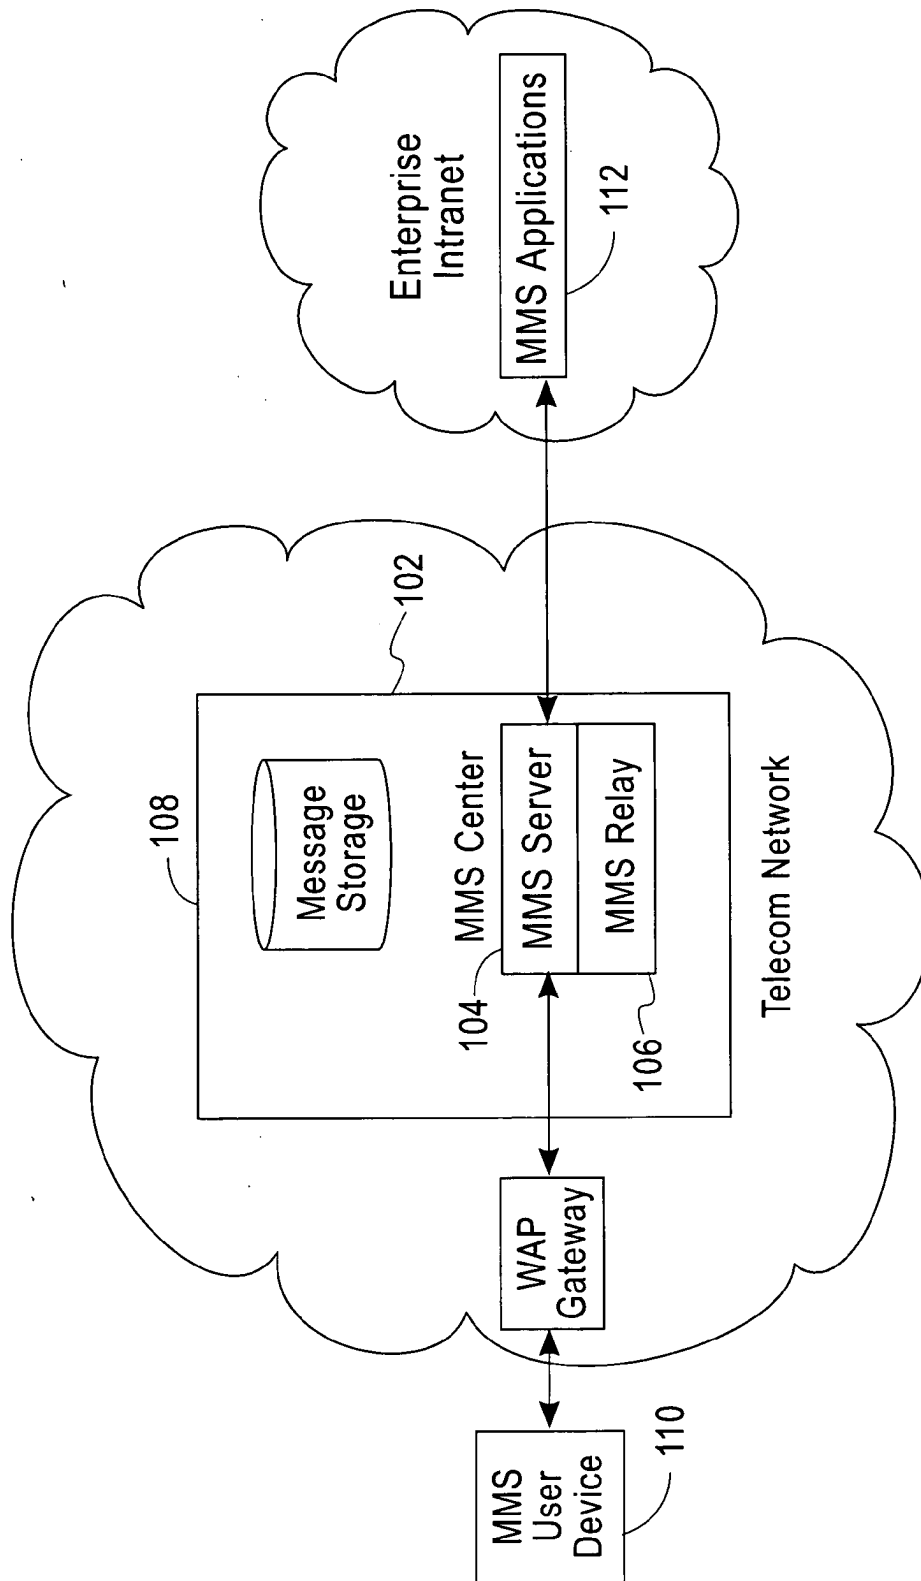 MMS
User
Device
110
WAP
Gateway
108
102
Message
Storage
MMS Center
104
MMS Server
MMS Relay
106
Telecom Network
Enterprise
Intranet
MMS Applications
112